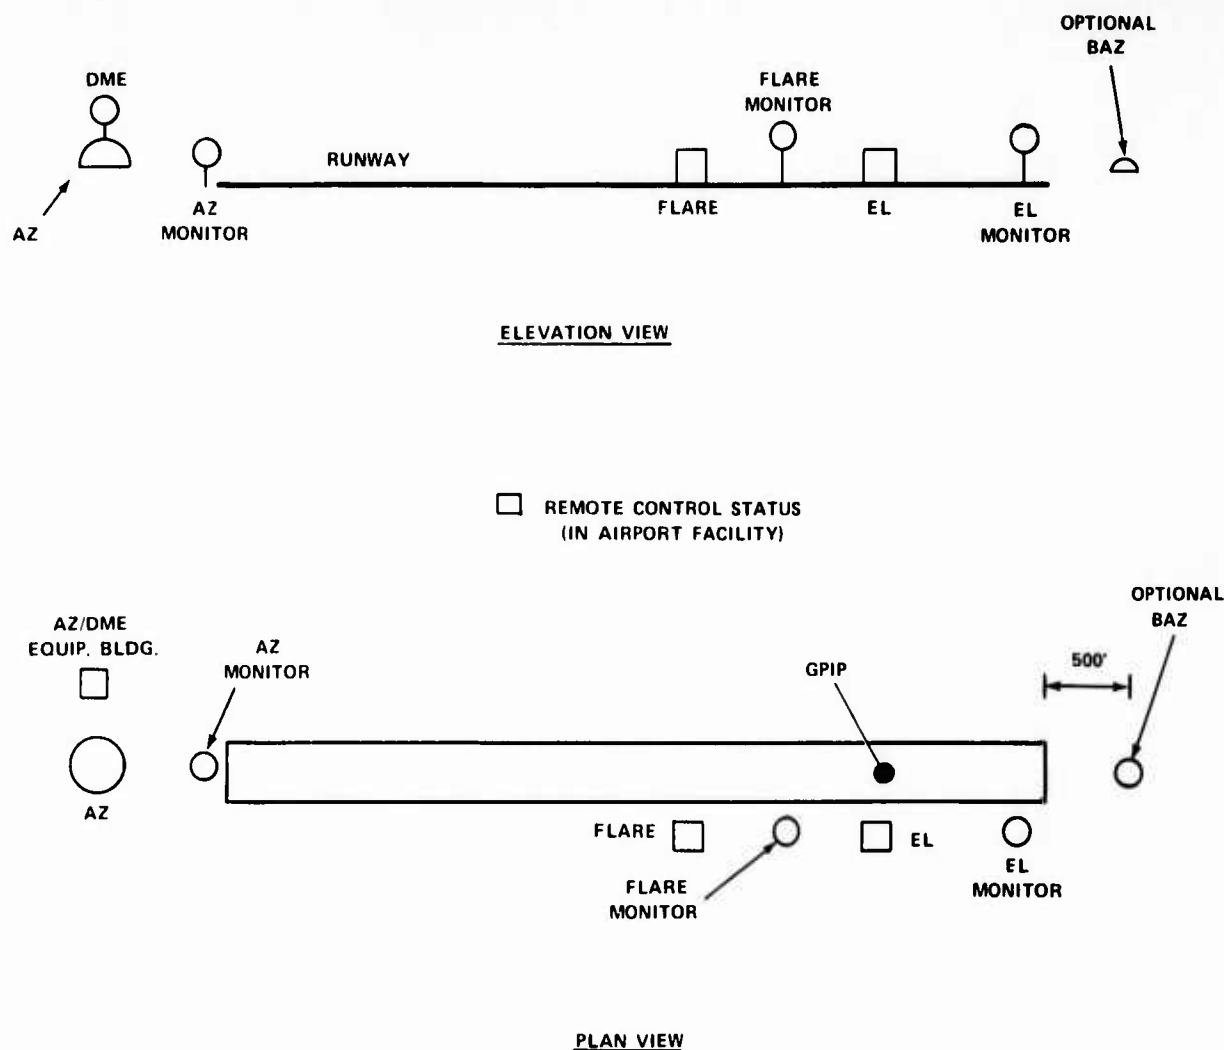 OPTIONAL
BAZ
DME
FLARE
MONITOR
RUNWAY
AZ
AZ
MONITOR
FLARE
EL
EL
MONITOR
ELEVATION VIEW
REMOTE CONTROL STATUS
(IN AIRPORT FACILITY)
AZ/DME
EQUIP. BLDG.
AZ
MONITOR
GPIP
500'
OPTIONAL
BAZ
AZ
FLARE
EL
FLARE
MONITOR
EL
MONITOR
PLAN VIEW